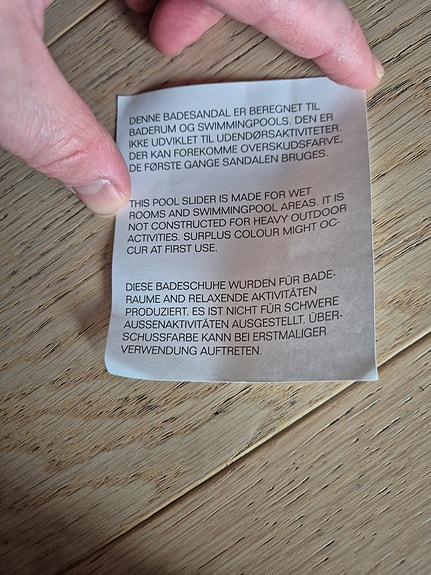 DENNE BADESANDAL ER BEREGNET TIL
BADERUM OG SWIMMINGPOOLS. DEN ER
IKKE UDVIKLET TIL UDENDØRSAKTIVITETER.
DER KAN FOREKOMME OVERSKUDSFARVE,
DE FØRSTE GANGE SANDALEN BRUGES.
THIS POOL SLIDER IS MADE FOR WET
ROOMS AND SWIMMINGPOOL AREAS. IT IS
NOT CONSTRUCTED FOR HEAVY OUTDOOR
ACTIVITIES. SURPLUS COLOUR MIGHT OC-
CUR AT FIRST USE.
DIESE BADESCHUHE WURDEN FÜR BADE-
RAUME AND RELAXENDE AKTIVITÄTEN
PRODUZIERT. ES IST NICHT FÜR SCHWERE
AUSSENAKTIVITÄTEN AUSGESTELLT. ÜBER-
SCHUSSFARBE KANN BEI ERSTMALIGER
VERWENDUNG AUFTRETEN.